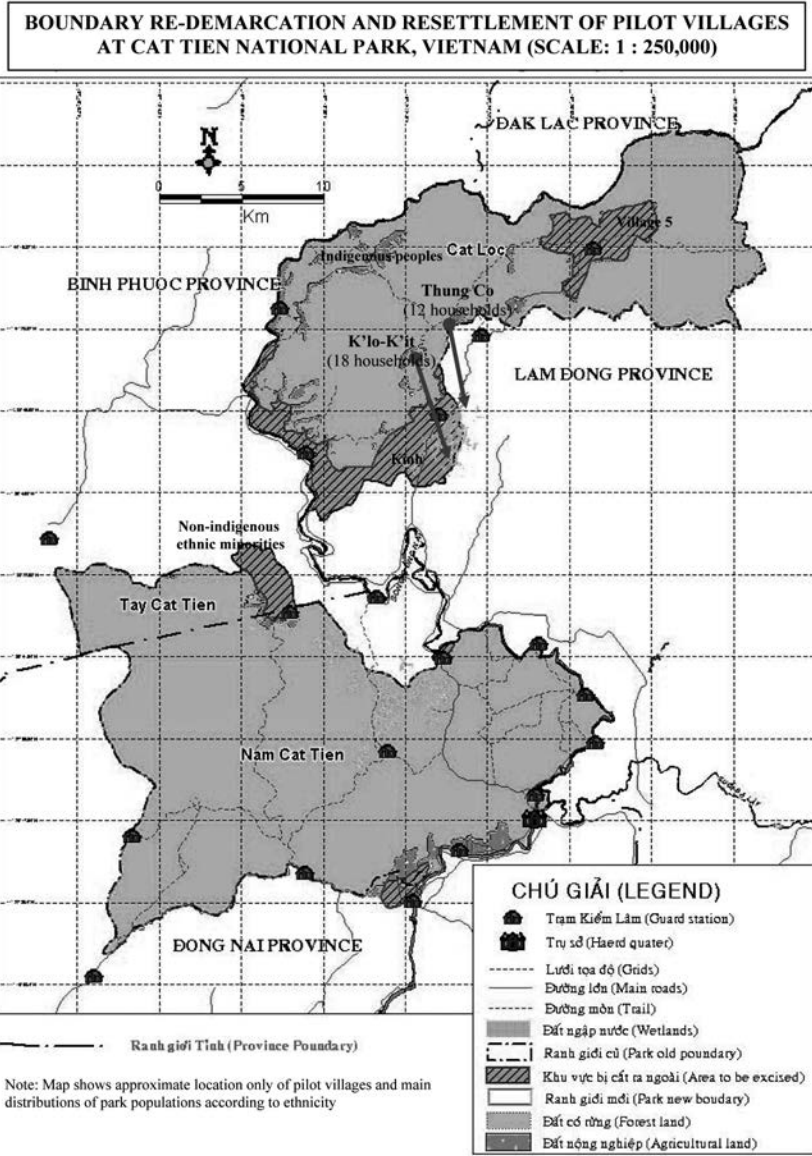 BOUNDARY RE-DEMARCATION AND RESETTLEMENT OF PILOT VILLAGES
AT CAT TIEN NATIONAL PARK, VIETNAM (SCALE: 1 : 250,000)
ĐAK LAC PROVINCE
N
0 5 10
Km
Village 5
Cat Loc
Indigenous peoples
BINH PHUOC PROVINCE
Thung Co
(12 households)
K'lo-K'it
(18 households)
LAM ĐONG PROVINCE
Kinh
Non-indigenous
ethnic minorities
Tay Cat Tien
Nam Cat Tien
ĐONG NAI PROVINCE
CHÚ GIẢI (LEGEND)
Trạm Kiểm Lâm (Guard station)
Trụ sở (Haerd quater)
Lưới tọa độ (Grids)
Đường lớn (Main roads)
Đường mòn (Trail)
Đất ngập nước (Wetlands)
Ranh giới cũ (Park old poundary)
Khu vực bị cắt ra ngoài (Area to be excised)
Ranh giới mới (Park new boudary)
Đất có rừng (Forest land)
Đất nông nghiệp (Agricultural land)
Ranh giới Tỉnh (Province Poundary)
Note: Map shows approximate location only of pilot villages and main
distributions of park populations according to ethnicity